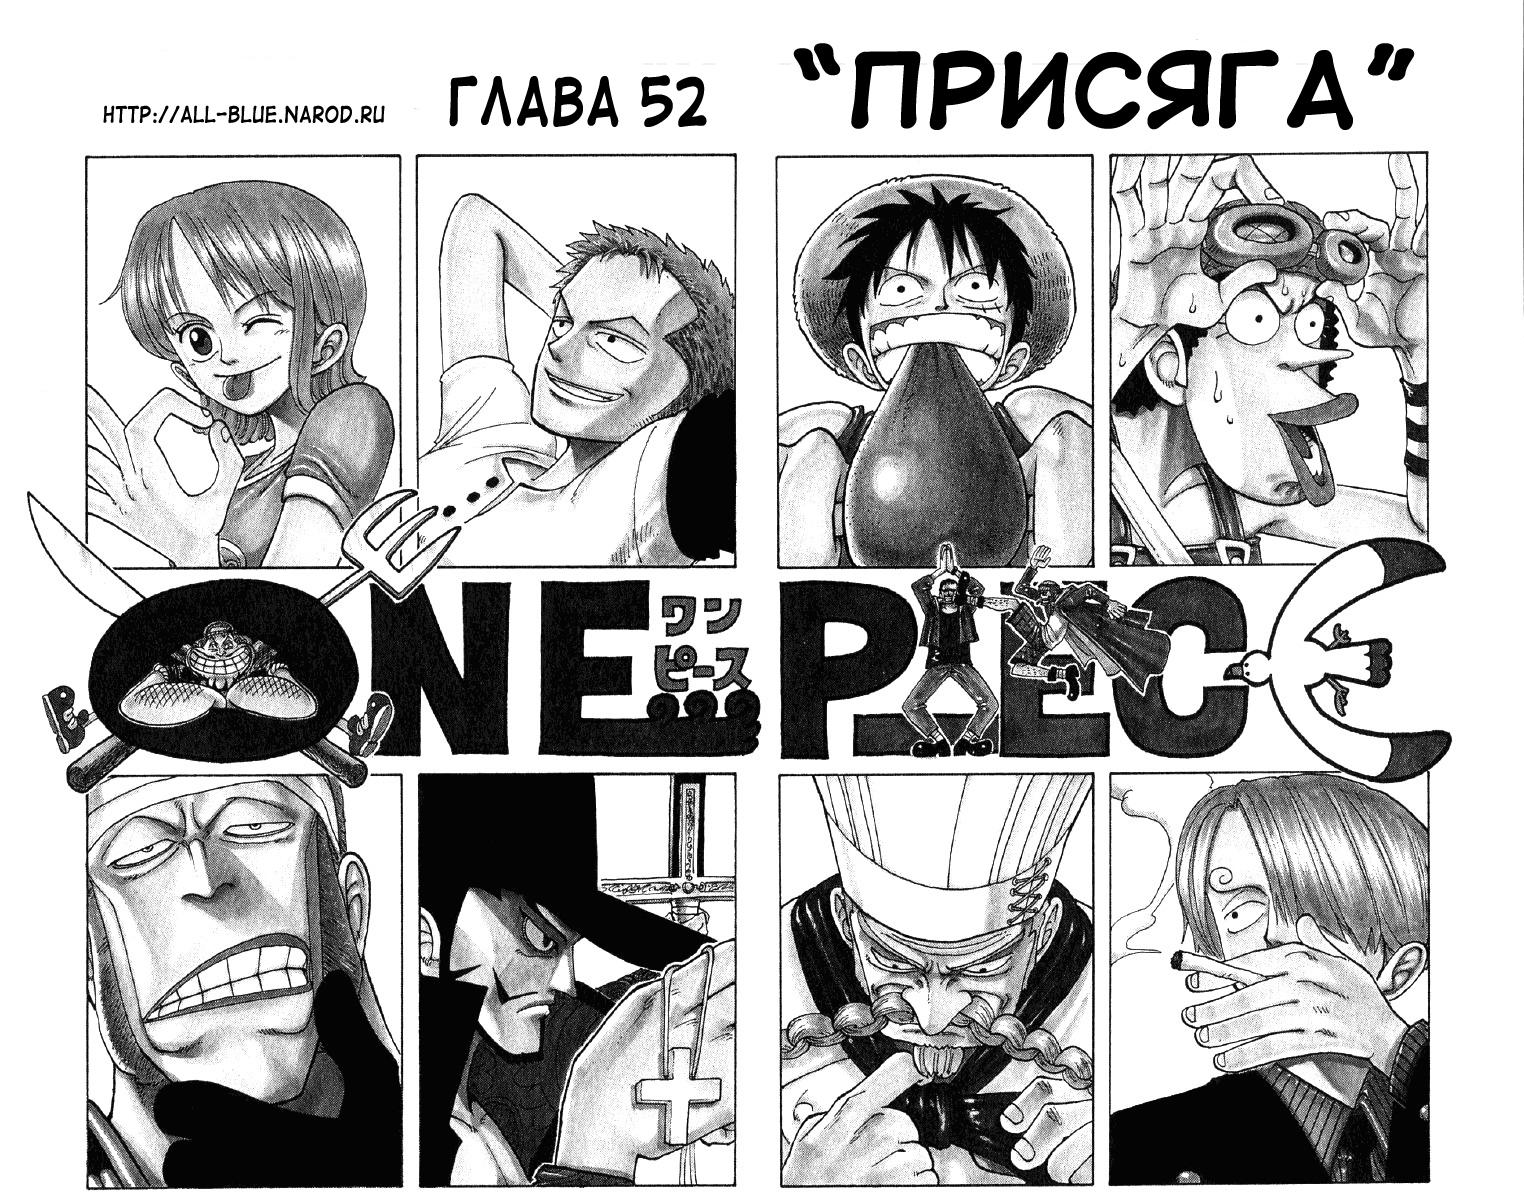 HTTP://ALL-BLUE.NAROD.RU
ГЛАВА 52
“ПРИСЯГА”
ONE PIECE
ワン
ピース